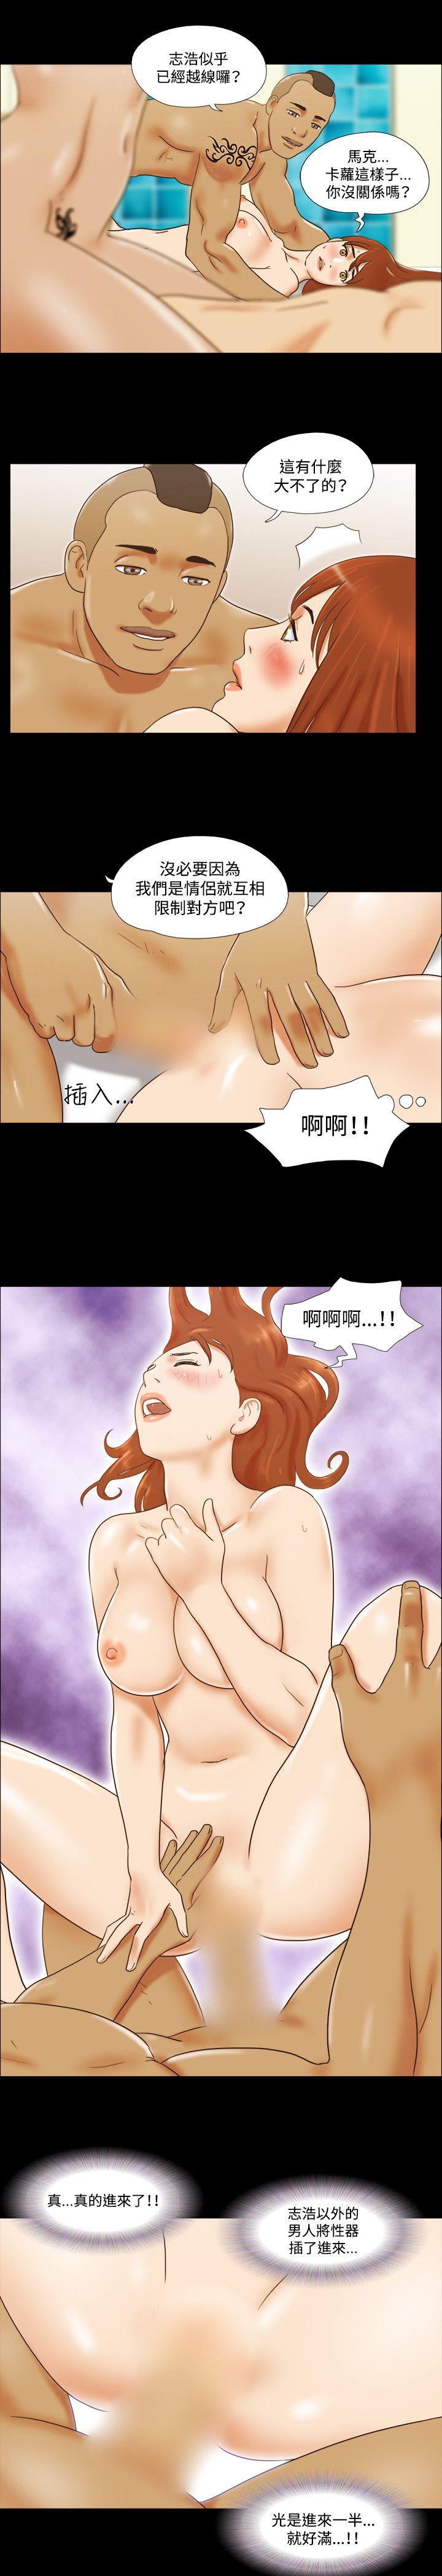 志浩似乎
已經越線囉？
馬克...
卡蘿這樣子...
你沒關係嗎？
這有什麼
大不了的？
沒必要因為
我們是情侶就互相
限制對方吧？
插入...
啊啊！！
啊啊啊...！！
真...真的進來了！！
志浩以外的
男人將性器
插了進來...
光是進來一半...
就好滿...！！